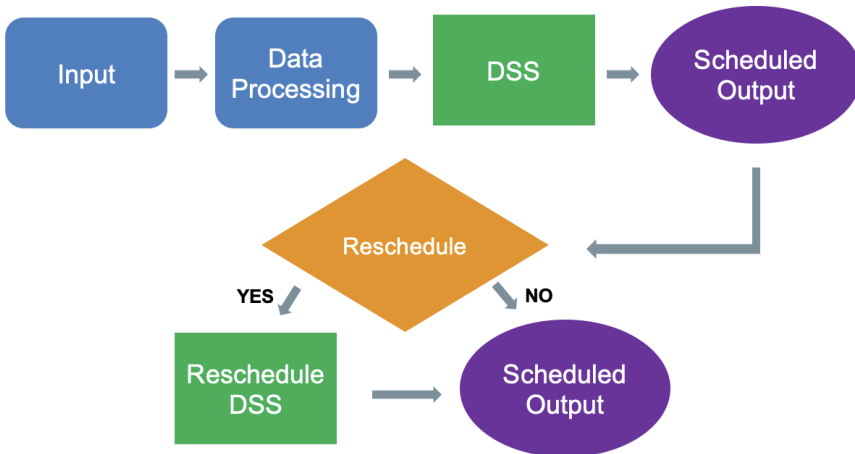 Input
Data
Processing
DSS
Scheduled
Output
Reschedule
YES
NO
Reschedule
DSS
Scheduled
Output